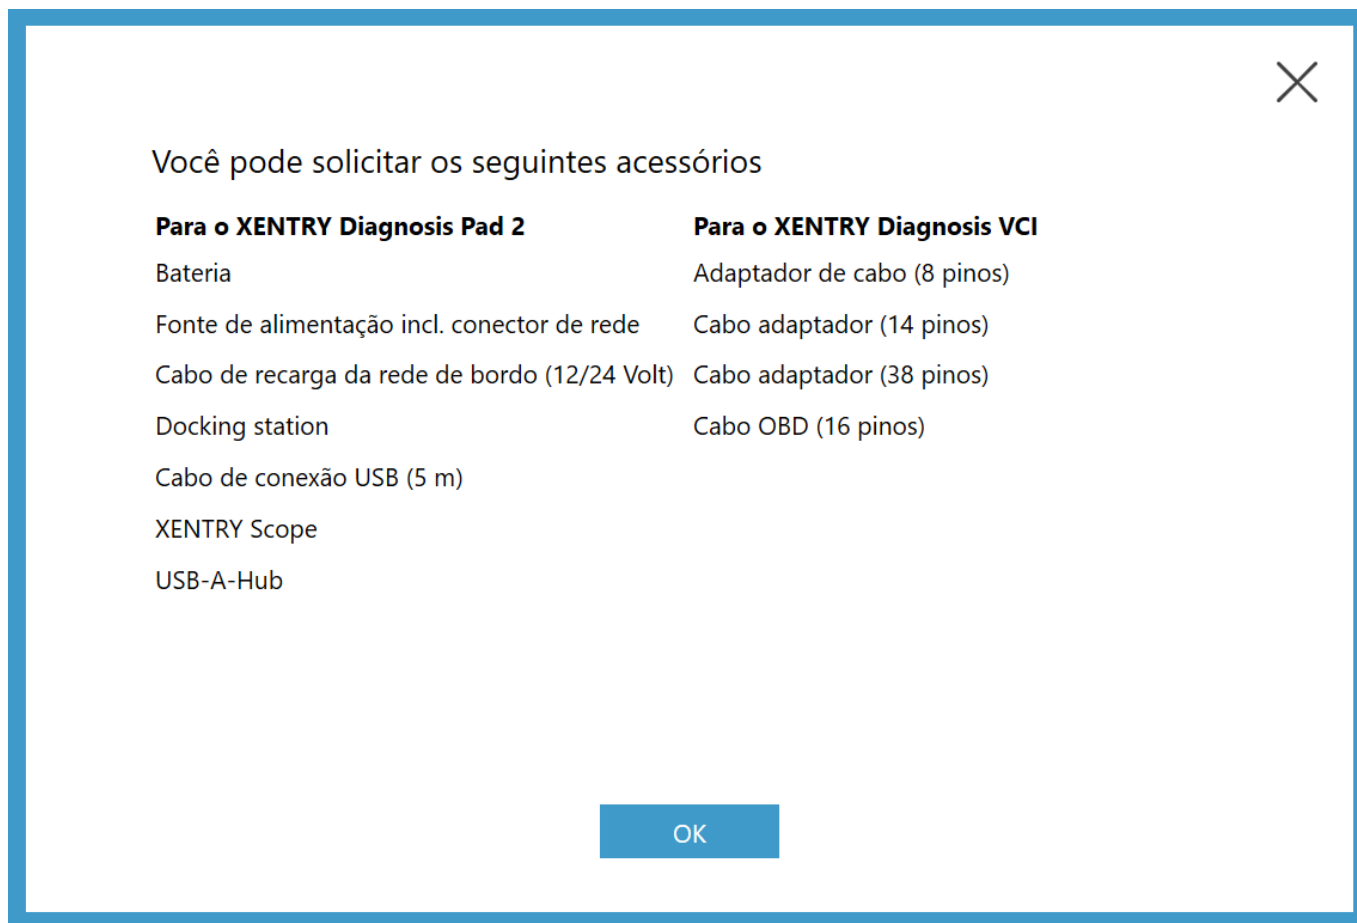 Você pode solicitar os seguintes acessórios
Para o XENTRY Diagnosis Pad 2
Bateria
Fonte de alimentação incl. conector de rede
Cabo de recarga da rede de bordo (12/24 Volt)
Docking station
Cabo de conexão USB (5 m)
XENTRY Scope
USB-A-Hub
Para o XENTRY Diagnosis VCI
Adaptador de cabo (8 pinos)
Cabo adaptador (14 pinos)
Cabo adaptador (38 pinos)
Cabo OBD (16 pinos)
OK